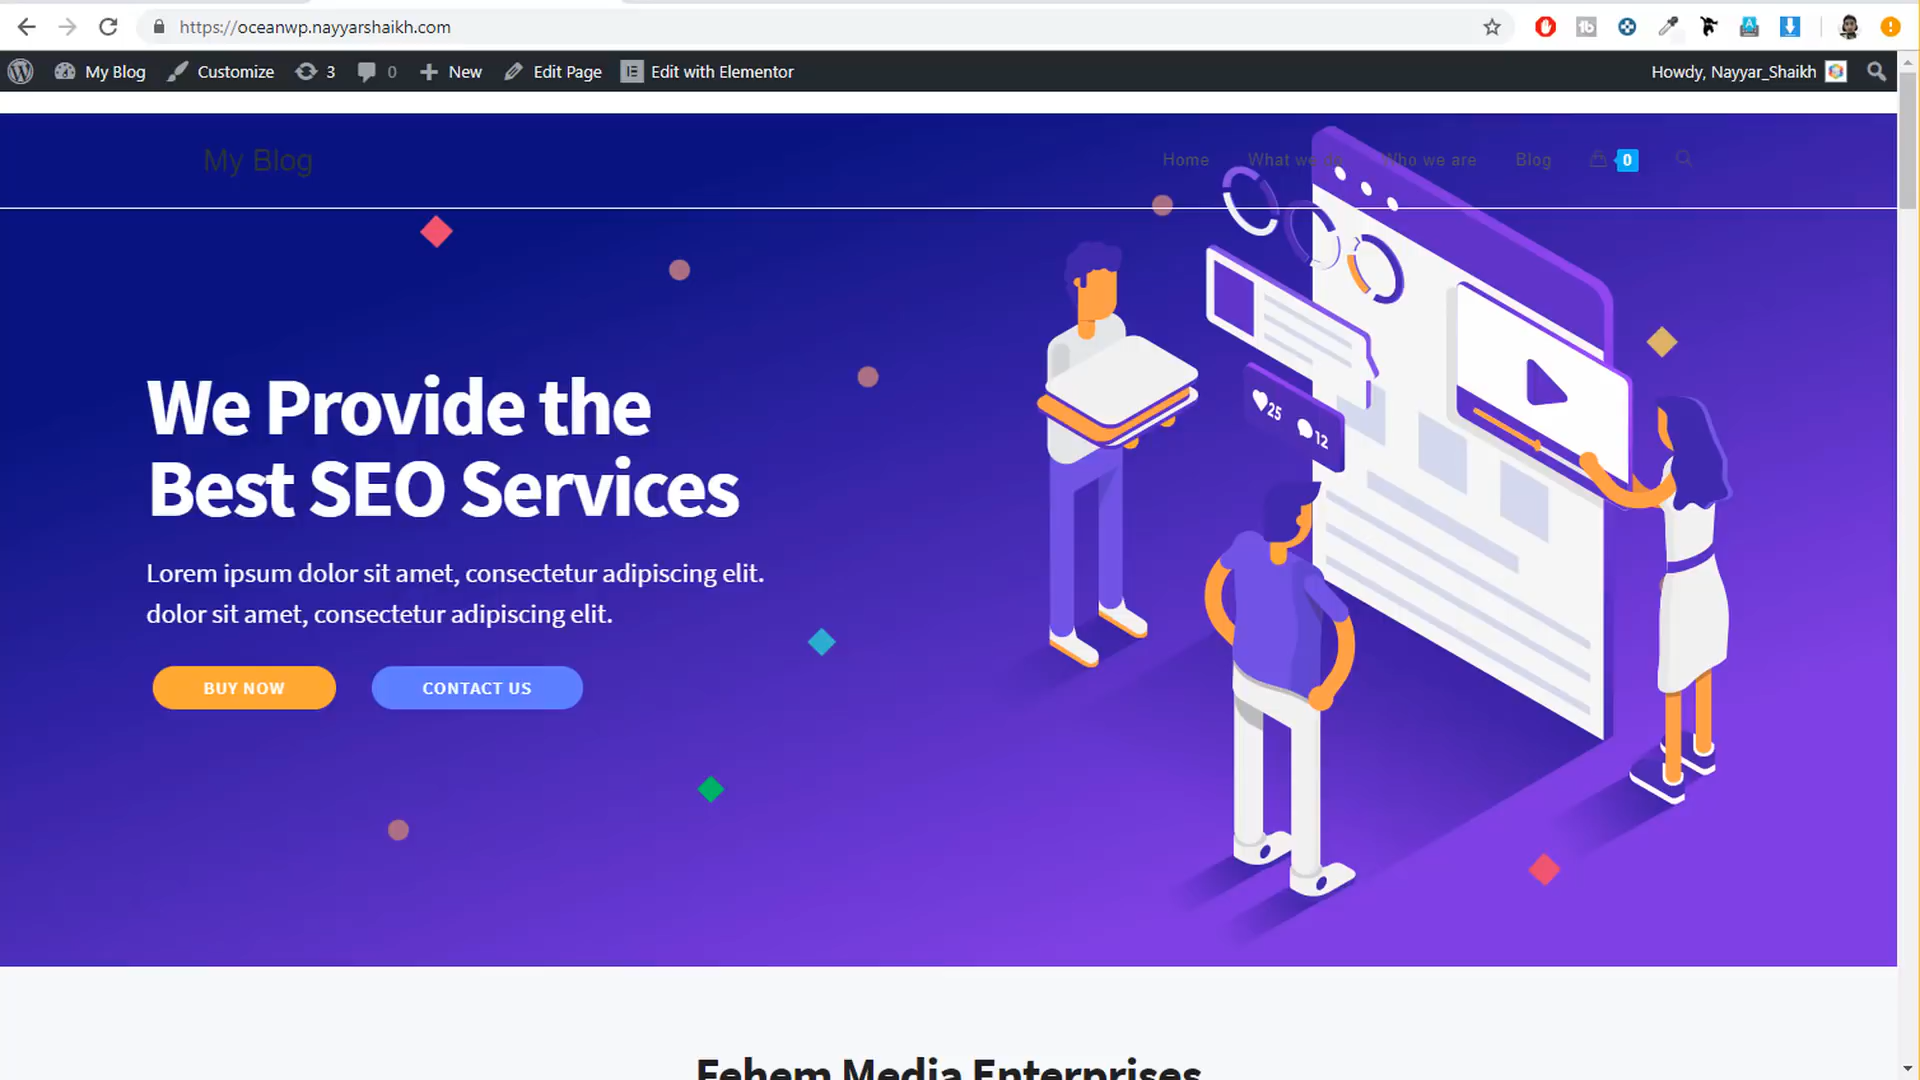 https://oceanwp.nayyarshaikh.com
My Blog Customize 3 0 New Edit Page Edit with Elementor Howdy, Nayyar_Shaikh
My Blog Home What we do Who we are Blog 0
25
12
We Provide the
Best SEO Services
Lorem ipsum dolor sit amet, consectetur adipiscing elit.
dolor sit amet, consectetur adipiscing elit.
BUY NOW CONTACT US
Fehem Media Enterprises